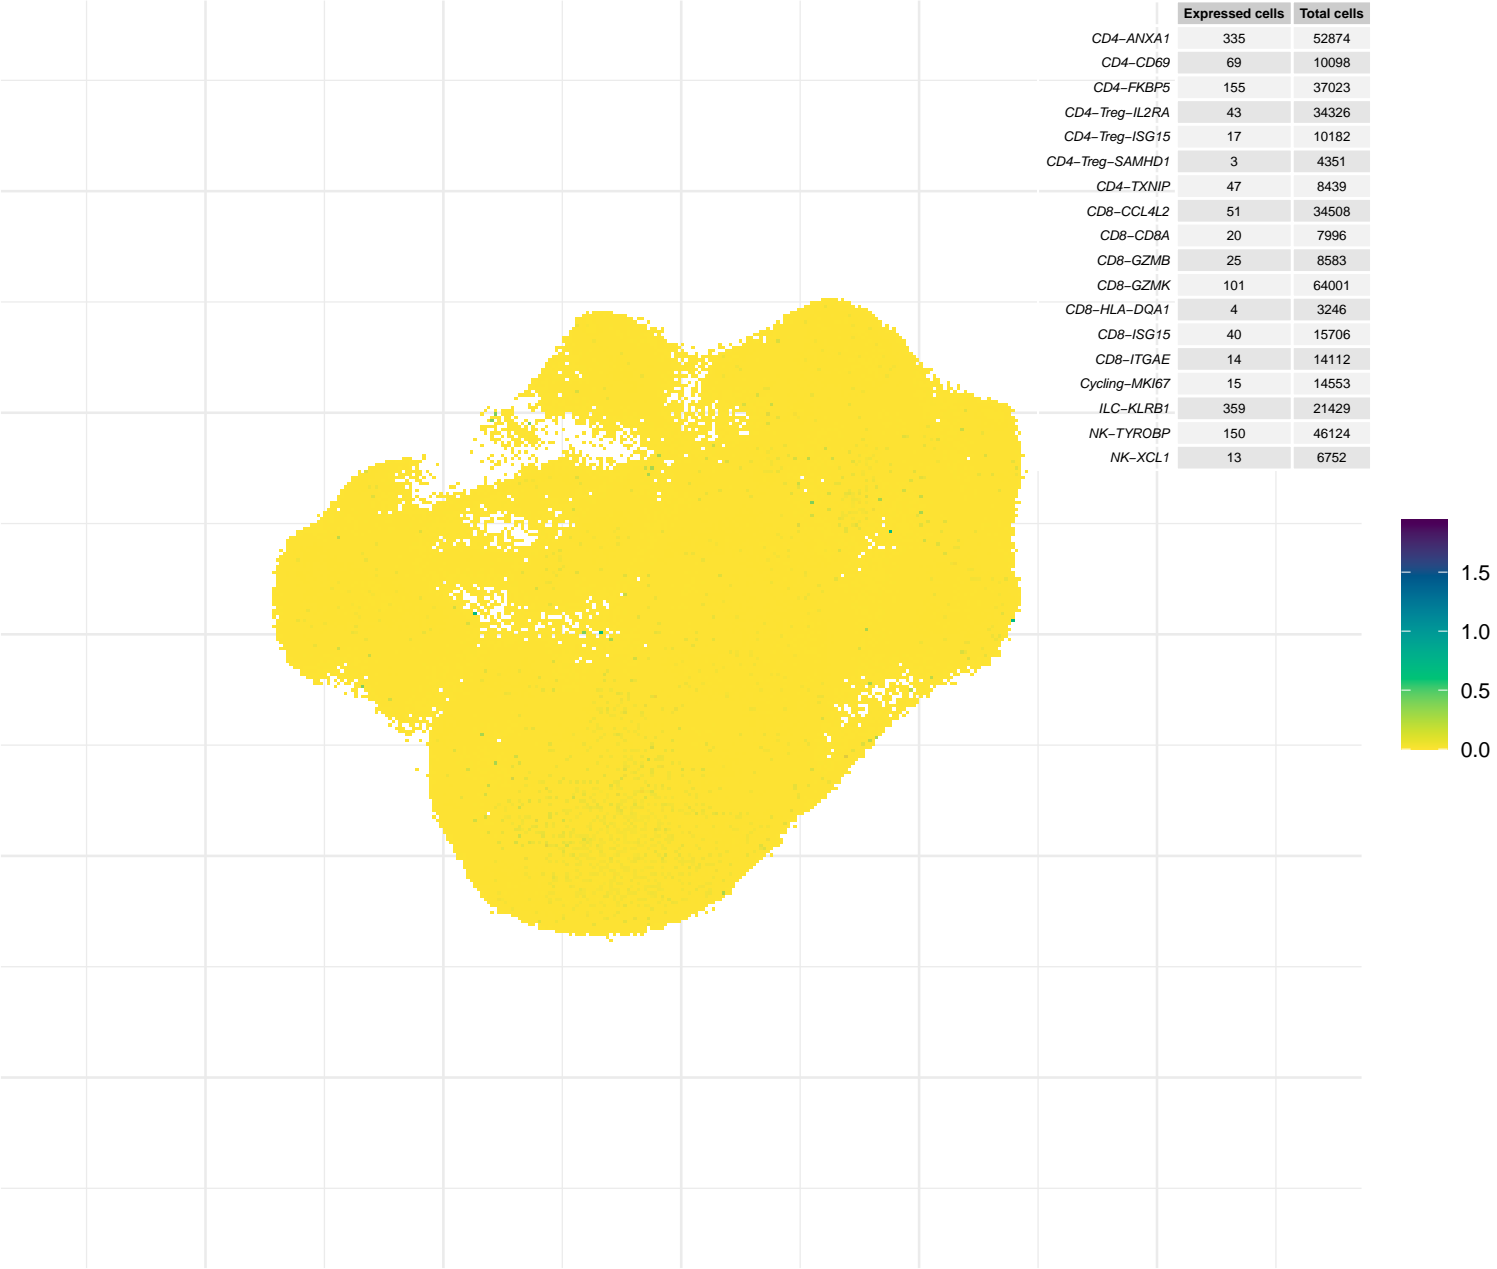 Expressed cells Total cells
CD4−ANXA1 335 52874
CD4−CD69 69 10098
CD4−FKBP5 155 37023
CD4−Treg−IL2RA 43 34326
CD4−Treg−ISG15 17 10182
CD4−Treg−SAMHD1 3 4351
CD4−TXNIP 47 8439
CD8−CCL4L2 51 34508
CD8−CD8A 20 7996
CD8−GZMB 25 8583
CD8−GZMK 101 64001
CD8−HLA−DQA1 4 3246
CD8−ISG15 40 15706
CD8−ITGAE 14 14112
Cycling−MKI67 15 14553
ILC−KLRB1 359 21429
NK−TYROBP 150 46124
NK−XCL1 13 6752
1.5
1.0
0.5
0.0